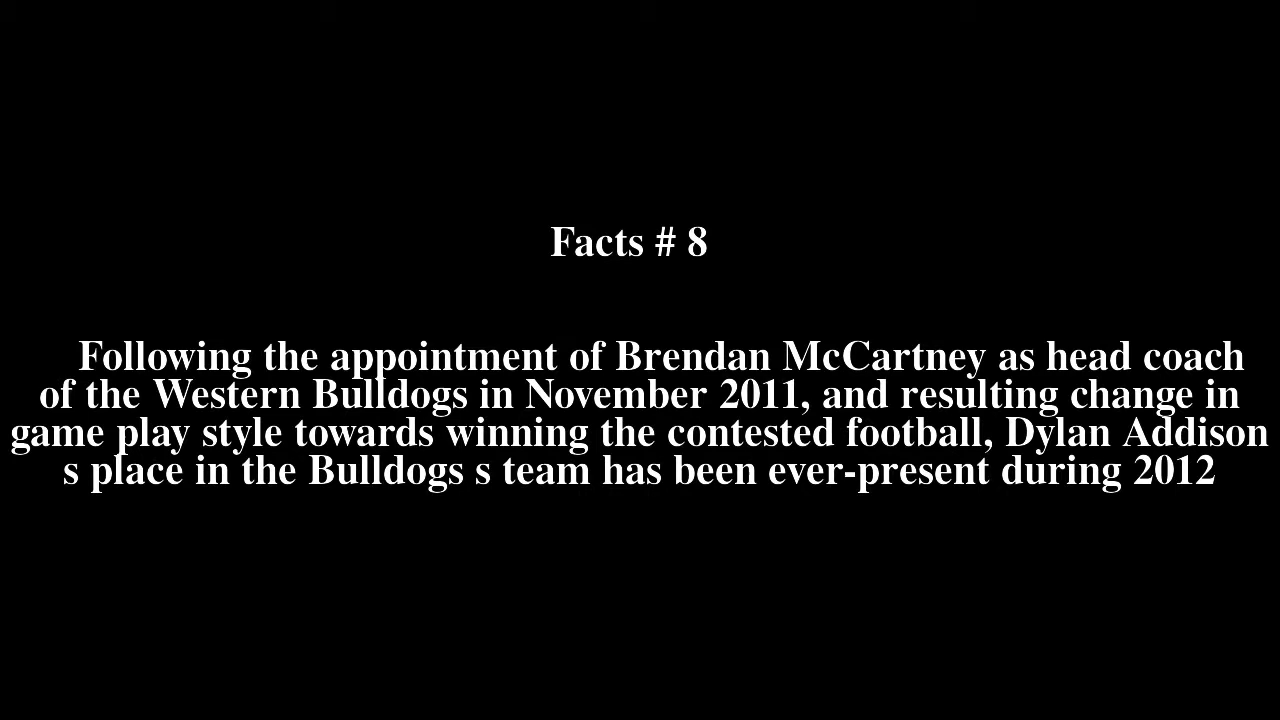 Facts # 8
Following the appointment of Brendan McCartney as head coach
of the Western Bulldogs in November 2011, and resulting change in
game play style towards winning the contested football, Dylan Addison
s place in the Bulldogs s team has been ever-present during 2012